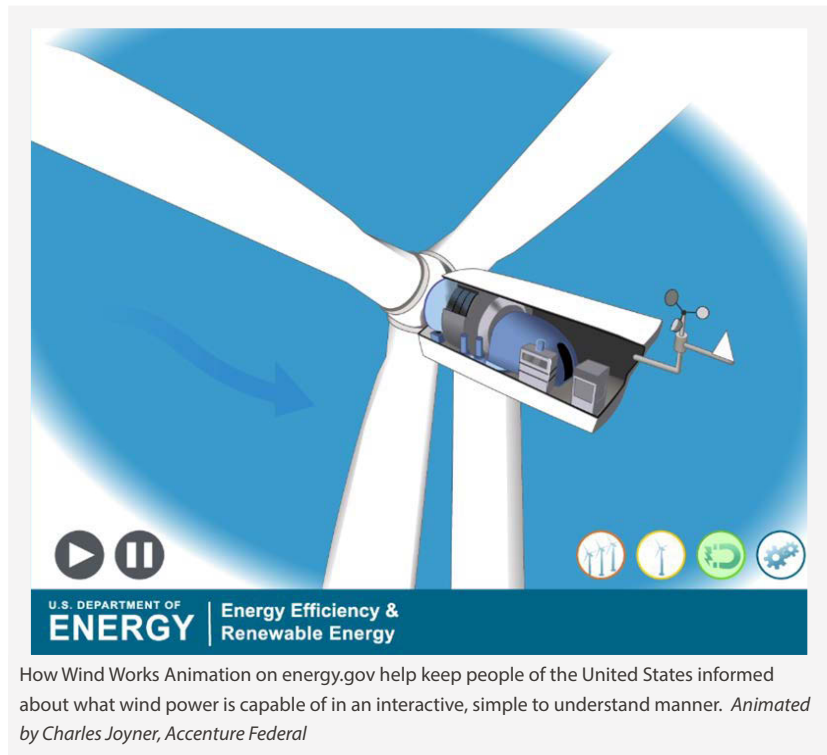 U.S. DEPARTMENT OF
ENERGY
Energy Efficiency &
Renewable Energy
How Wind Works Animation on energy.gov help keep people of the United States informed
about what wind power is capable of in an interactive, simple to understand manner. Animated
by Charles Joyner, Accenture Federal